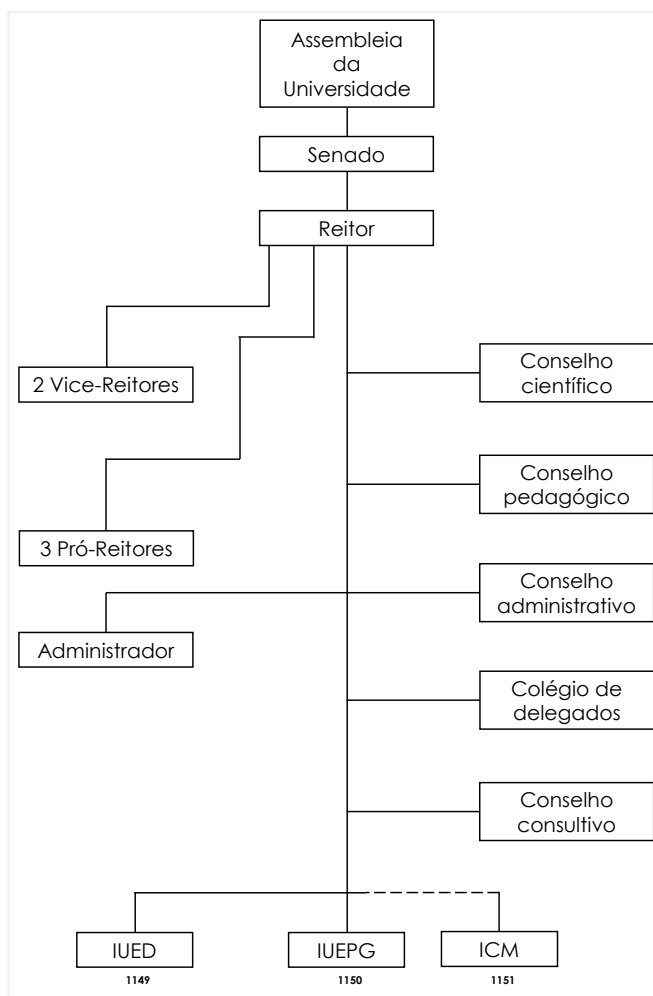 Assembleia
da
Universidade
Senado
Reitor
2 Vice-Reitores
Conselho
científico
Conselho
pedagógico
3 Pró-Reitores
Conselho
administrativo
Administrador
Colégio de
delegados
Conselho
consultivo
IUED
IUEPG
ICM
1149
1150
1151